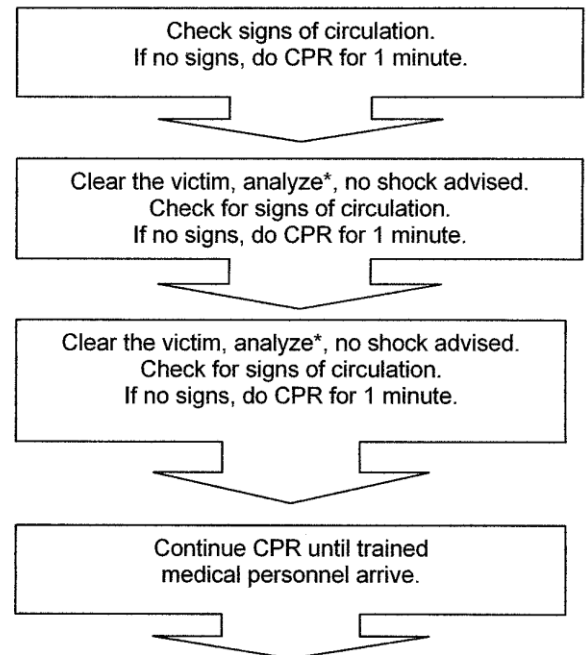 Check signs of circulation.
If no signs, do CPR for 1 minute.
Clear the victim, analyze*, no shock advised.
Check for signs of circulation.
If no signs, do CPR for 1 minute.
Clear the victim, analyze*, no shock advised.
Check for signs of circulation.
If no signs, do CPR for 1 minute.
Continue CPR until trained
medical personnel arrive.